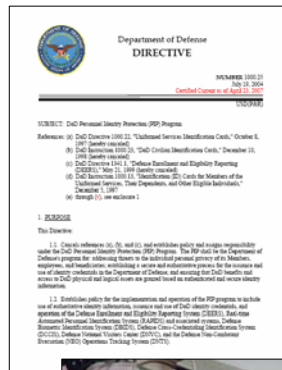 Department of Defense
DIRECTIVE
NUMBER 1000.25
July 19, 2004
Certified Current as of April 23, 2007
USD(P&R)
SUBJECT: DoD Personnel Identity Protection (PIP) Program
References: (a) DoD Directive 1000.22, "Uniformed Services Identification Cards," October 8,
1997 (hereby canceled)
(b) DoD Instruction 1000.23, "DoD Civilian Identification Cards," December 10,
1998 (hereby canceled)
(c) DoD Directive 1341.1, "Defense Enrollment and Eligibility Reporting
(DEERS)," May 21, 1999 (hereby canceled)
(d) DoD Instruction 1000.13, "Identification (ID) Cards for Members of the
Uniformed Services, Their Dependents, and Other Eligible Individuals,"
December 5, 1997
(e) through (v), see enclosure 1
1. PURPOSE
This Directive:
1.1. Cancels references (a), (b), and (c), and establishes policy and assigns responsibility
under the DoD Personnel Identity Protection (PIP) Program. The PIP shall be the Department of
Defense's program for: addressing threats to the individual personal privacy of its Members,
employees, and beneficiaries; establishing a secure and authoritative process for the issuance and
use of identity credentials in the Department of Defense; and ensuring that DoD benefits and
access to DoD physical and logical assets are granted based on authenticated and secure identity
information.
1.2. Establishes policy for the implementation and operation of the PIP program to include
use of authoritative identity information, issuance and use of DoD identity credentials, and
operation of the Defense Enrollment and Eligibility Reporting System (DEERS), Real-time
Automated Personnel Identification System (RAPIDS) and associated systems, Defense
Biometric Identification System (DBIDS), Defense Cross-Credentialing Identification System
(DCCIS), Defense National Visitor Center (DNVC), and the Defense Non-Combatant
Evacuation (NEO) Operations Tracking System (DNTS).